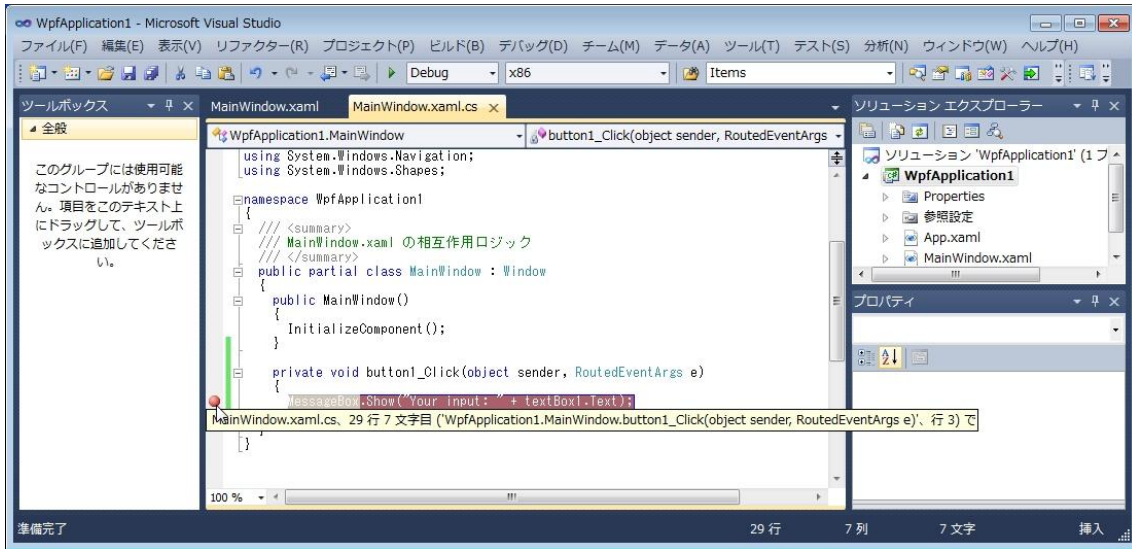 WpfApplication1 - Microsoft Visual Studio
ファイル(F) 編集(E) 表示(V) リファクター(R) プロジェクト(P) ビルド(B) デバッグ(D) チーム(M) データ(A) ツール(T) テスト(S) 分析(N) ウィンドウ(W) ヘルプ(H)
Debug x86 Items
ツールボックス
全般
このグループには使用可能
なコントロールがありませ
ん。項目をこのテキスト上
にドラッグして、ツールボ
ックスに追加してくださ
い。
MainWindow.xaml MainWindow.xaml.cs
WpfApplication1.MainWindow button1_Click(object sender, RoutedEventArgs
using System.Windows.Navigation;
using System.Windows.Shapes;
namespace WpfApplication1
{
/// <summary>
/// MainWindow.xaml の相互作用ロジック
/// </summary>
public partial class MainWindow : Window
{
public MainWindow()
{
InitializeComponent();
}
private void button1_Click(object sender, RoutedEventArgs e)
{
MessageBox.Show("Your input: " + textBox1.Text);
MainWindow.xaml.cs、29 行 7 文字目 ('WpfApplication1.MainWindow.button1_Click(object sender, RoutedEventArgs e)'、行 3) で
}
}
100 %
ソリューション エクスプローラー
ソリューション 'WpfApplication1' (1 プ
WpfApplication1
Properties
参照設定
App.xaml
MainWindow.xaml
プロパティ
準備完了 29 行 7 列 7 文字 挿入